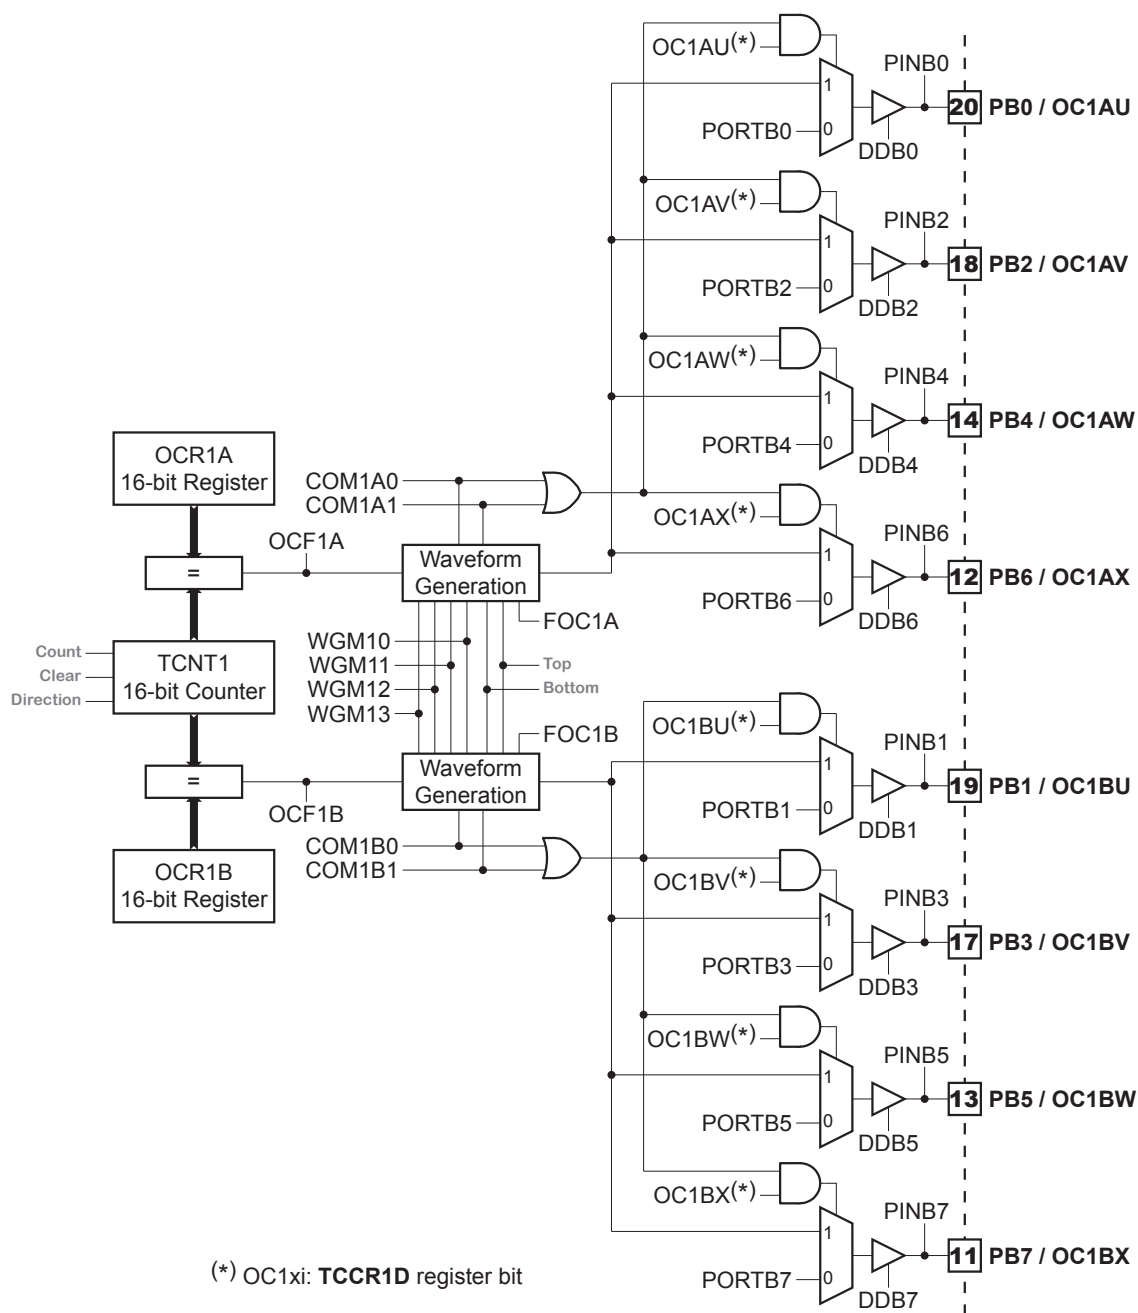 OC1AU(*)
PINB0
1
20 PB0 / OC1AU
PORTB0
0
DDB0
OC1AV(*)
PINB2
1
18 PB2 / OC1AV
PORTB2
0
DDB2
OC1AW(*)
PINB4
1
14 PB4 / OC1AW
PORTB4
0
DDB4
OCR1A
16-bit Register
COM1A0
COM1A1
OC1AX(*)
PINB6
OCF1A
Waveform
Generation
1
=
12 PB6 / OC1AX
PORTB6
0
DDB6
FOC1A
Count
Clear
Direction
TCNT1
16-bit Counter
WGM10
WGM11
WGM12
WGM13
Top
Bottom
FOC1B
OC1BU(*)
PINB1
Waveform
Generation
1
=
19 PB1 / OC1BU
OCF1B
PORTB1
0
DDB1
COM1B0
COM1B1
OCR1B
16-bit Register
OC1BV(*)
PINB3
1
17 PB3 / OC1BV
PORTB3
0
DDB3
OC1BW(*)
PINB5
1
13 PB5 / OC1BW
PORTB5
0
DDB5
OC1BX(*)
PINB7
1
11 PB7 / OC1BX
PORTB7
0
DDB7
(*) OC1xi: TCCR1D register bit